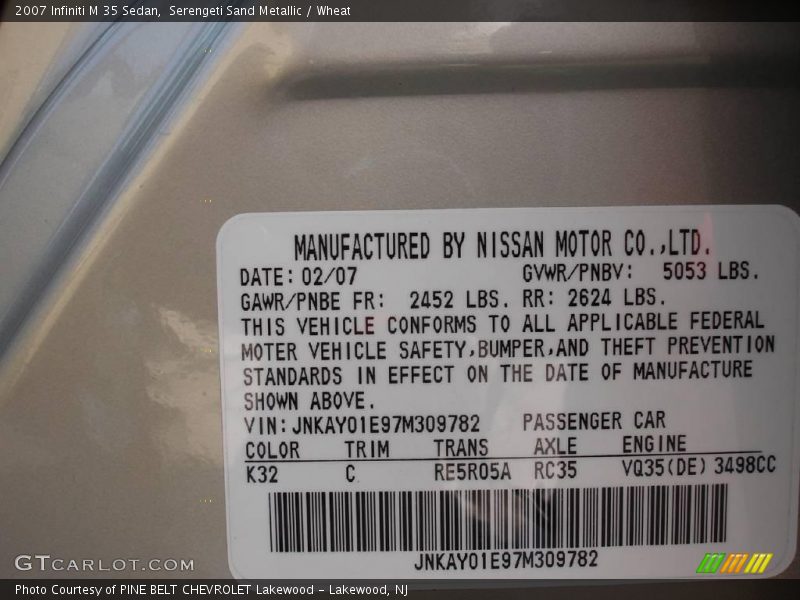 2007 Infiniti M 35 Sedan,  Serengeti Sand Metallic / Wheat
MANUFACTURED BY NISSAN MOTOR CO.,LTD.
DATE: 02/07 GVWR/PNBV: 5053 LBS.
GAWR/PNBE FR: 2452 LBS. RR: 2624 LBS.
THIS VEHICLE CONFORMS TO ALL APPLICABLE FEDERAL
MOTER VEHICLE SAFETY,BUMPER,AND THEFT PREVENTION
STANDARDS IN EFFECT ON THE DATE OF MANUFACTURE
SHOWN ABOVE.
VIN: JNKAY01E97M309782 PASSENGER CAR
COLOR TRIM TRANS AXLE ENGINE
K32 C RE5R05A RC35 VQ35(DE) 3498CC
JNKAY01E97M309782
GTCARLOT.COM
Photo Courtesy of PINE BELT CHEVROLET Lakewood - Lakewood, NJ